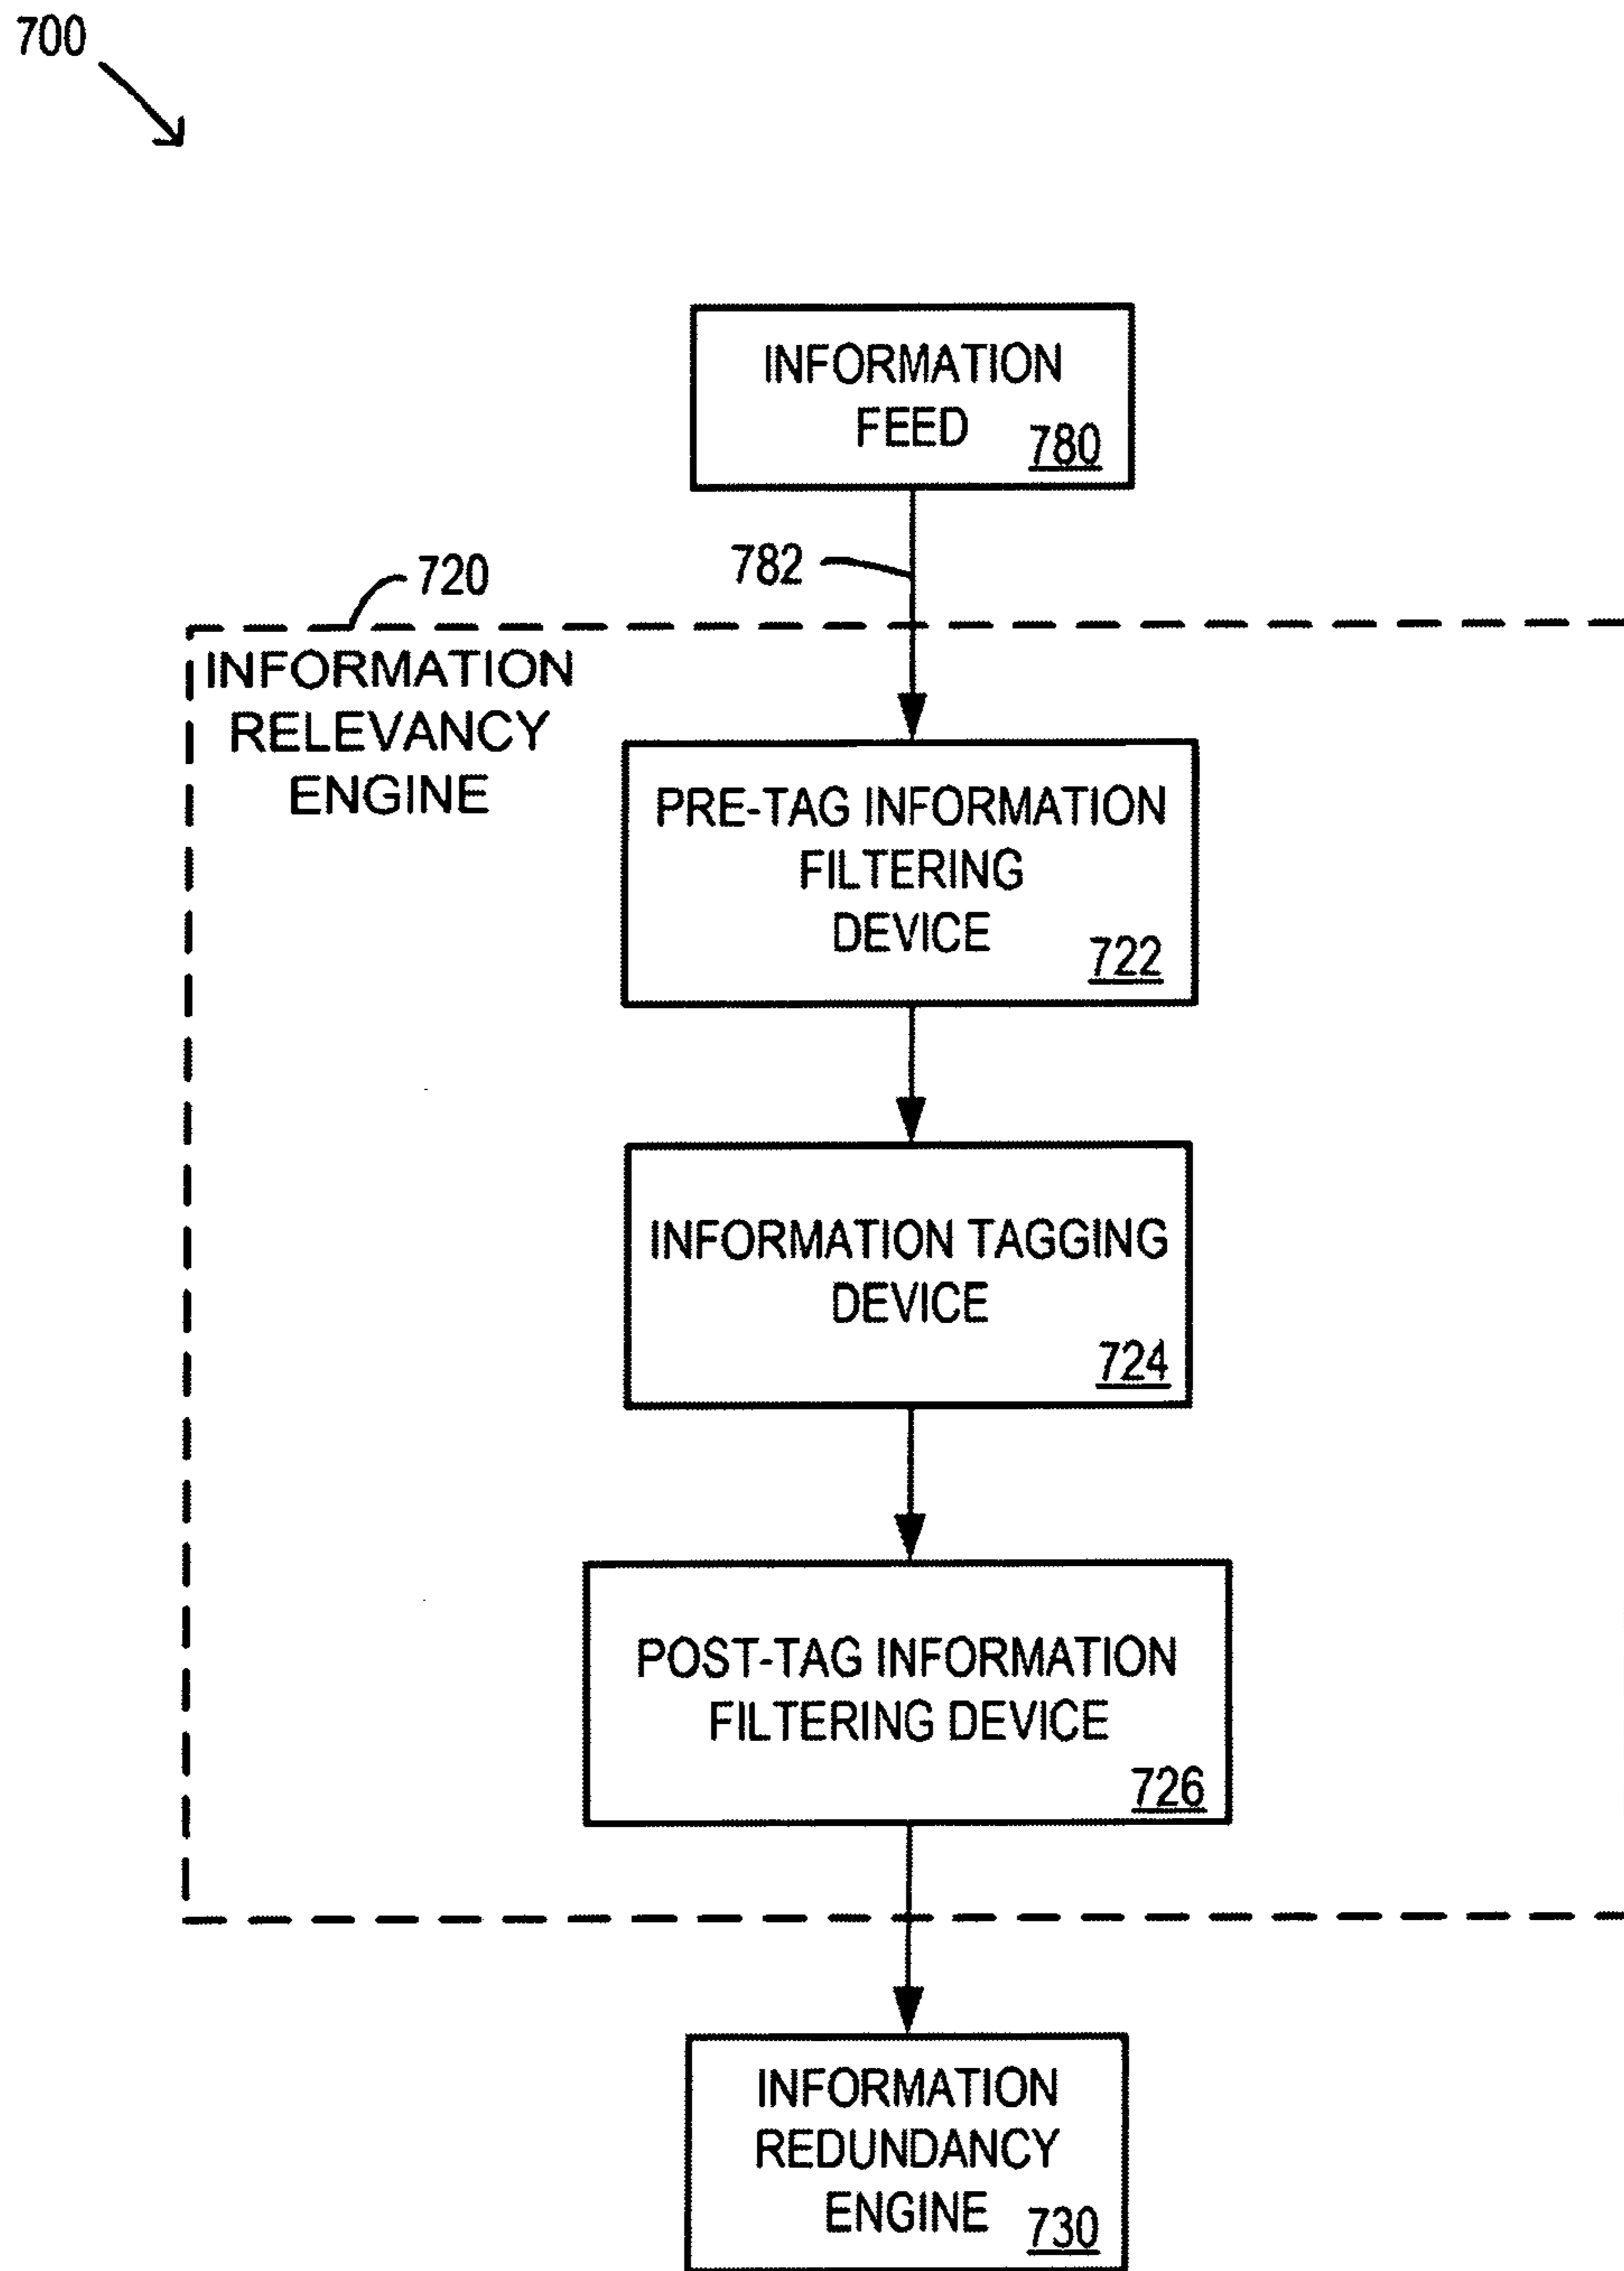 700
INFORMATION
FEED
780
782
720
INFORMATION
RELEVANCY
ENGINE
PRE-TAG INFORMATION
FILTERING
DEVICE
722
INFORMATION TAGGING
DEVICE
724
POST-TAG INFORMATION
FILTERING DEVICE
726
INFORMATION
REDUNDANCY
ENGINE
730